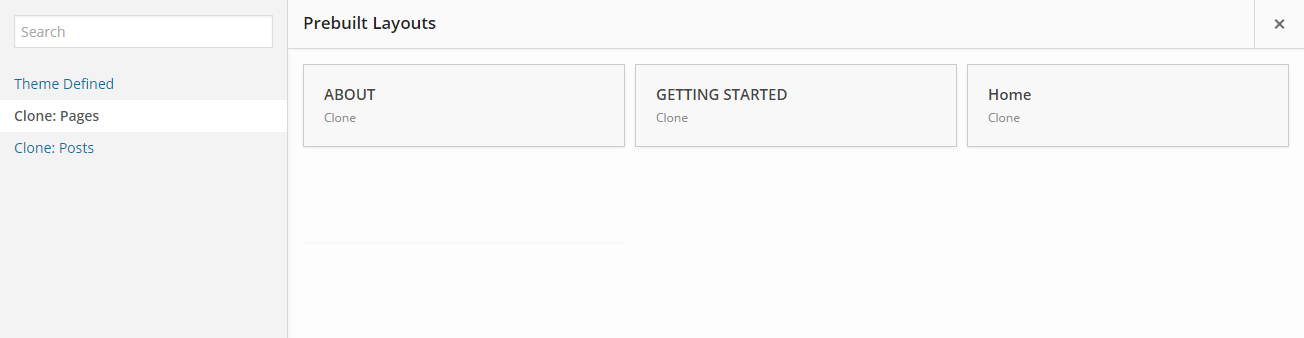 Search
Theme Defined
Clone: Pages
Clone: Posts
Prebuilt Layouts
×
ABOUT
Clone
GETTING STARTED
Clone
Home
Clone